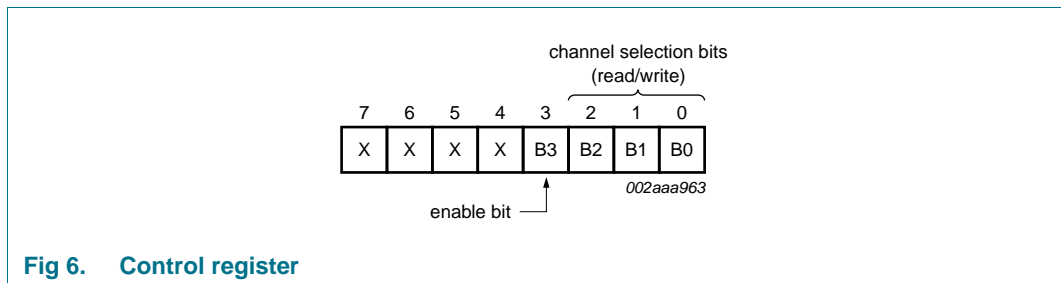 channel selection bits
(read/write)
7 6 5 4 3 2 1 0
X X X X B3 B2 B1 B0
002aaa963
enable bit
Fig 6. Control register